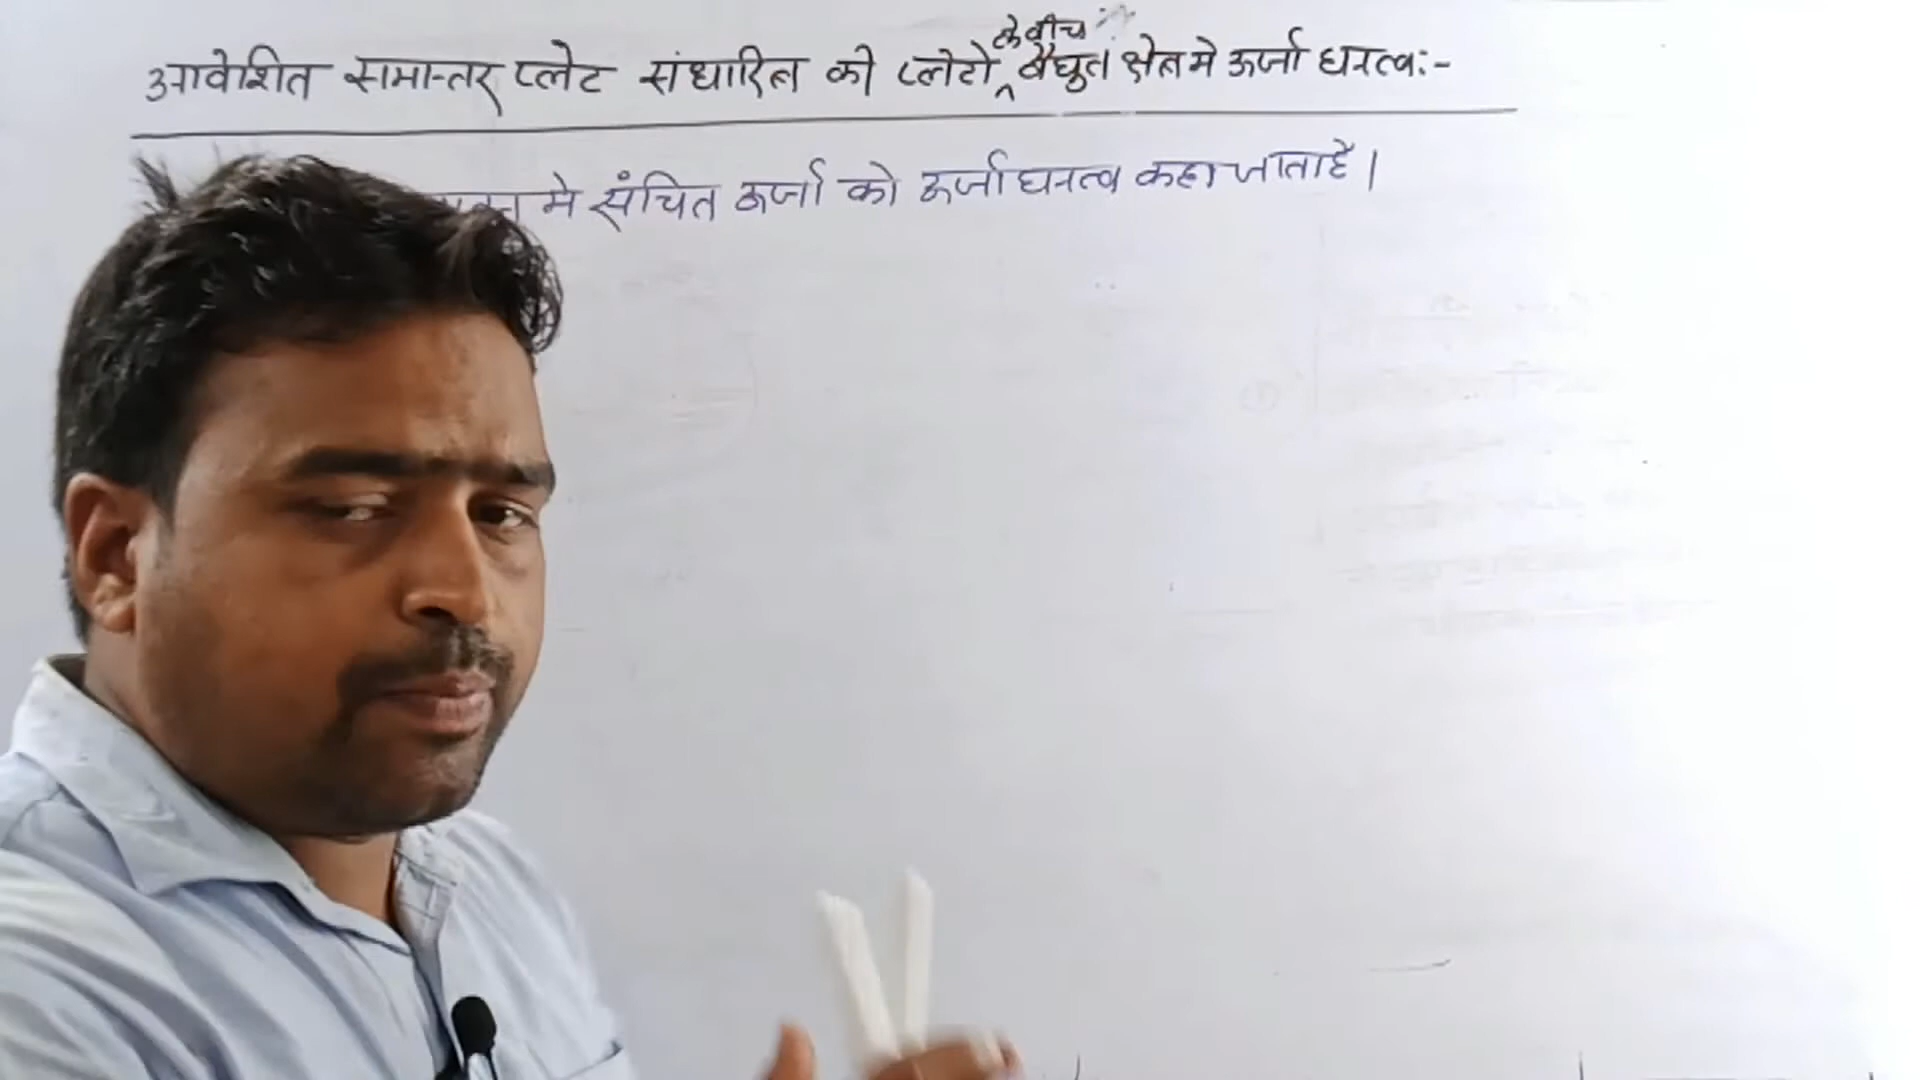 के बीच
आवेशित समान्तर प्लेट संधारित्र की प्लेटो ^ वैघुत क्षेत्र मे ऊर्जा घनत्व:-
मे संचित ऊर्जा को ऊर्जा घनत्व कहा जाता है।